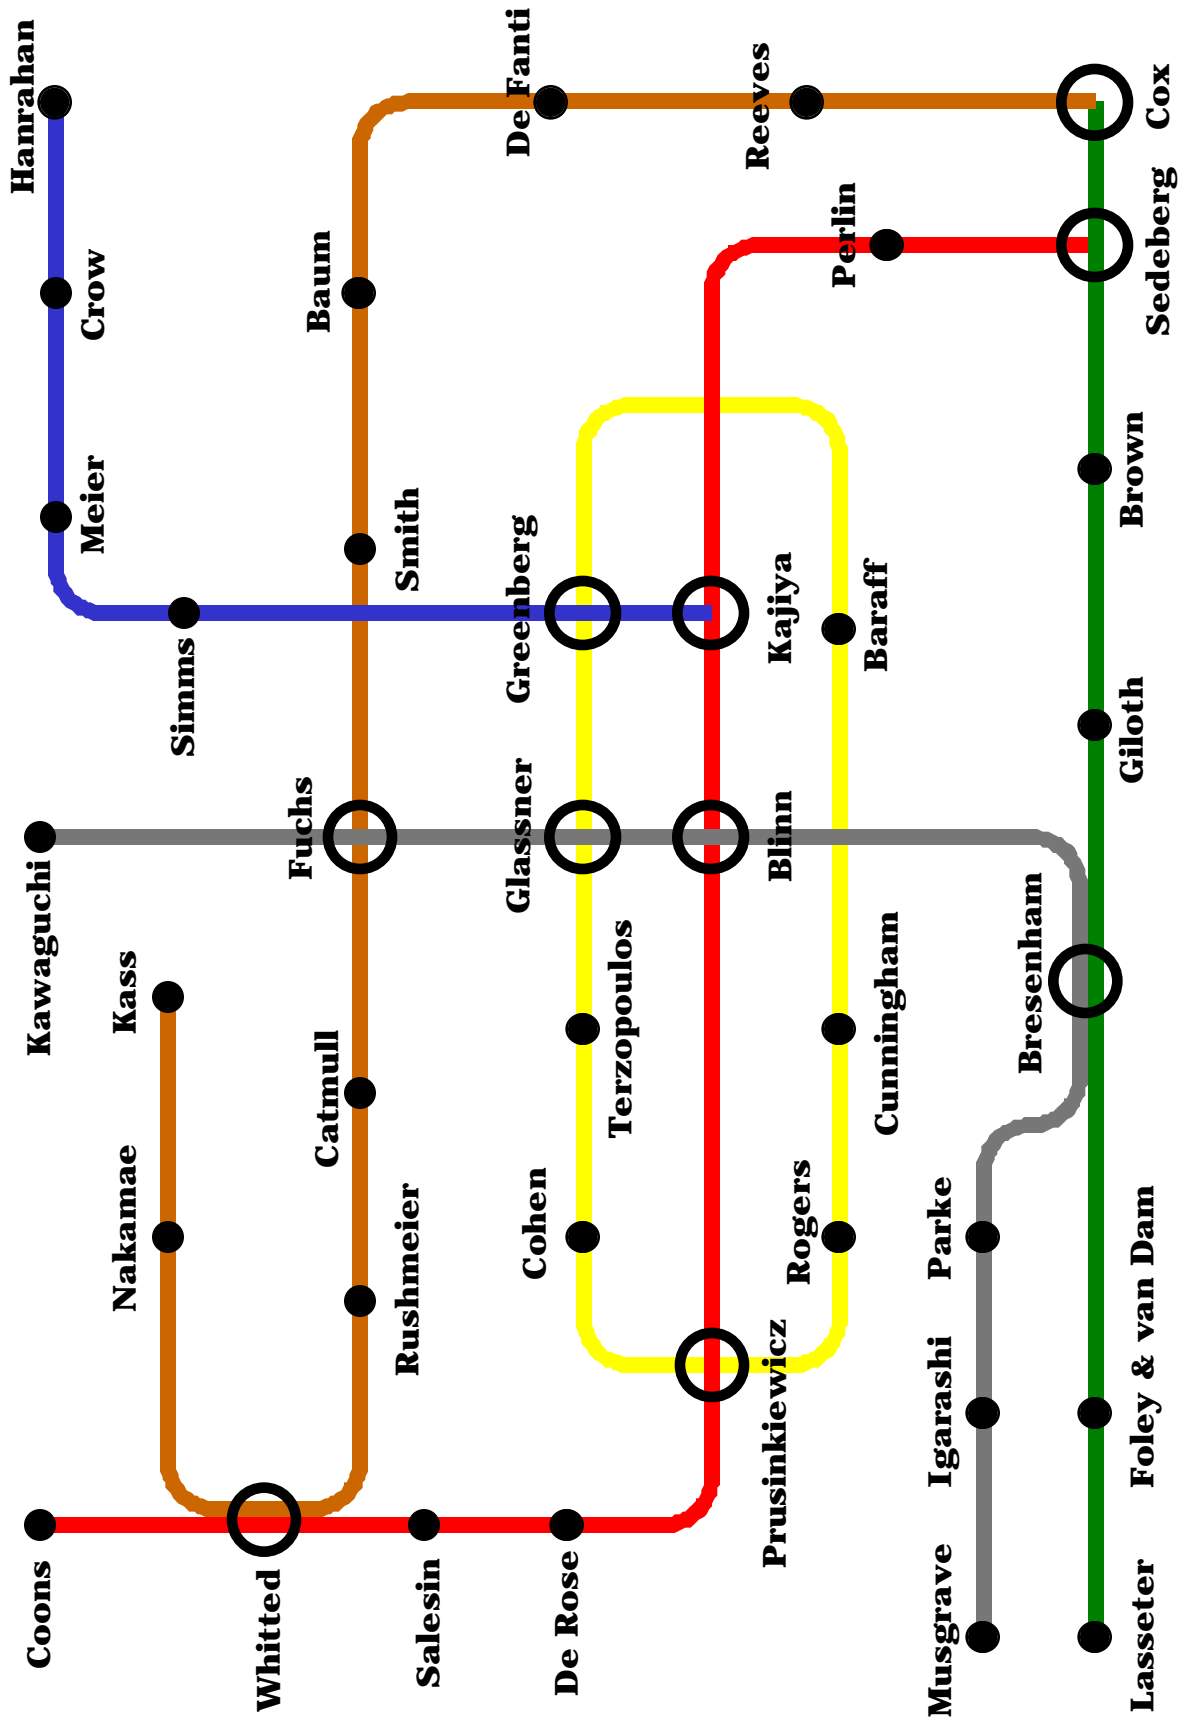 Hanrahan
Crow
Meier
Simms
Kawaguchi
Kass
Nakamae
Coons
Whitted
Baum
Smith
Fuchs
Catmull
Rushmeier
Salesin
De Fanti
Greenberg
Glassner
Terzopoulos
Cohen
De Rose
Reeves
Kajiya
Blinn
Prusinkiewicz
Perlin
Baraff
Cunningham
Rogers
Bresenham
Parke
Igarashi
Musgrave
Cox
Sedeberg
Brown
Giloth
Foley & van Dam
Lasseter